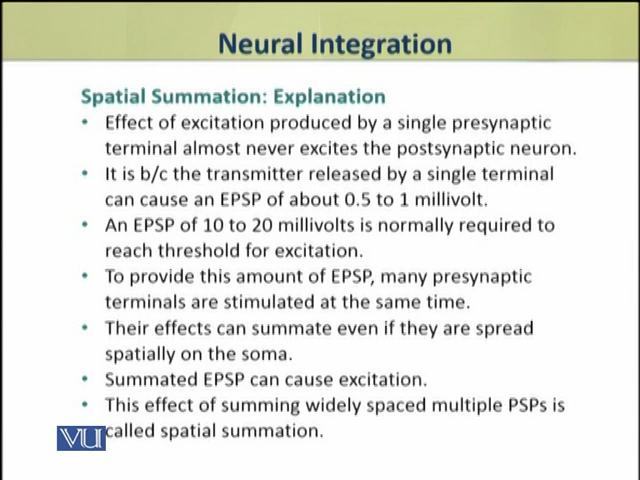 Neural Integration
Spatial Summation: Explanation
• Effect of excitation produced by a single presynaptic
terminal almost never excites the postsynaptic neuron.
• It is b/c the transmitter released by a single terminal
can cause an EPSP of about 0.5 to 1 millivolt.
• An EPSP of 10 to 20 millivolts is normally required to
reach threshold for excitation.
• To provide this amount of EPSP, many presynaptic
terminals are stimulated at the same time.
• Their effects can summate even if they are spread
spatially on the soma.
• Summated EPSP can cause excitation.
• This effect of summing widely spaced multiple PSPs is
called spatial summation.
VU